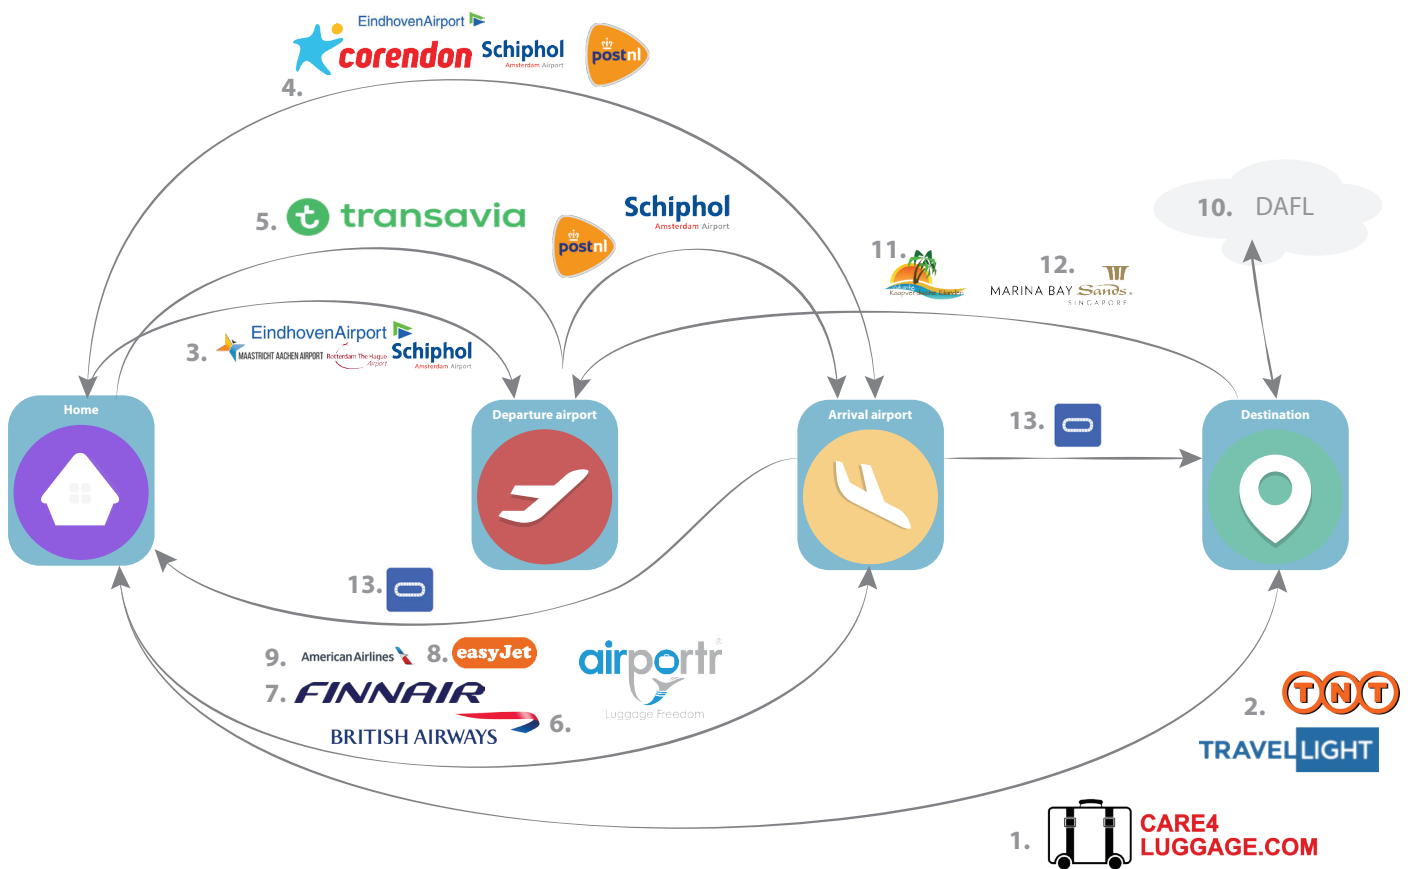 EindhovenAirport
corendon
Schiphol
Amsterdam Airport
postnl
4.
5.
transavia
postnl
Schiphol
Amsterdam Airport
10. DAFL
11.
Kaapverdische Eilanden
12.
MARINA BAY Sands.
SINGAPORE
EindhovenAirport
3.
MAASTRICHT AACHEN AIRPORT
Rotterdam The Hague
Airport
Schiphol
Amsterdam Airport
Home
Departure airport
Arrival airport
Destination
13.
13.
9. American Airlines
8. easyJet
7. FINNAIR
BRITISH AIRWAYS
6.
airportr
Luggage Freedom
2.
TNT
TRAVELLIGHT
1.
CARE4
LUGGAGE.COM